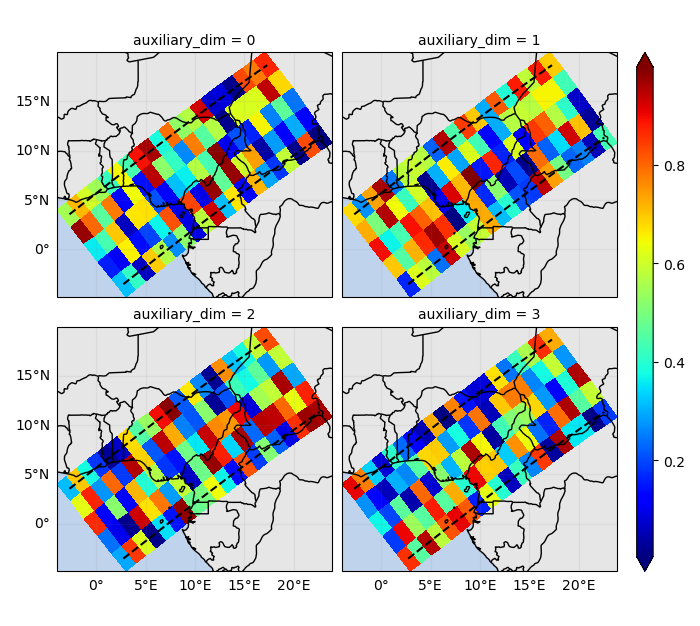 auxiliary_dim = 0 auxiliary_dim = 1
15°N
10°N
5°N
0°
0.8
0.6
0.4
0.2
auxiliary_dim = 2 auxiliary_dim = 3
15°N
10°N
5°N
0°
0° 5°E 10°E 15°E 20°E 0° 5°E 10°E 15°E 20°E